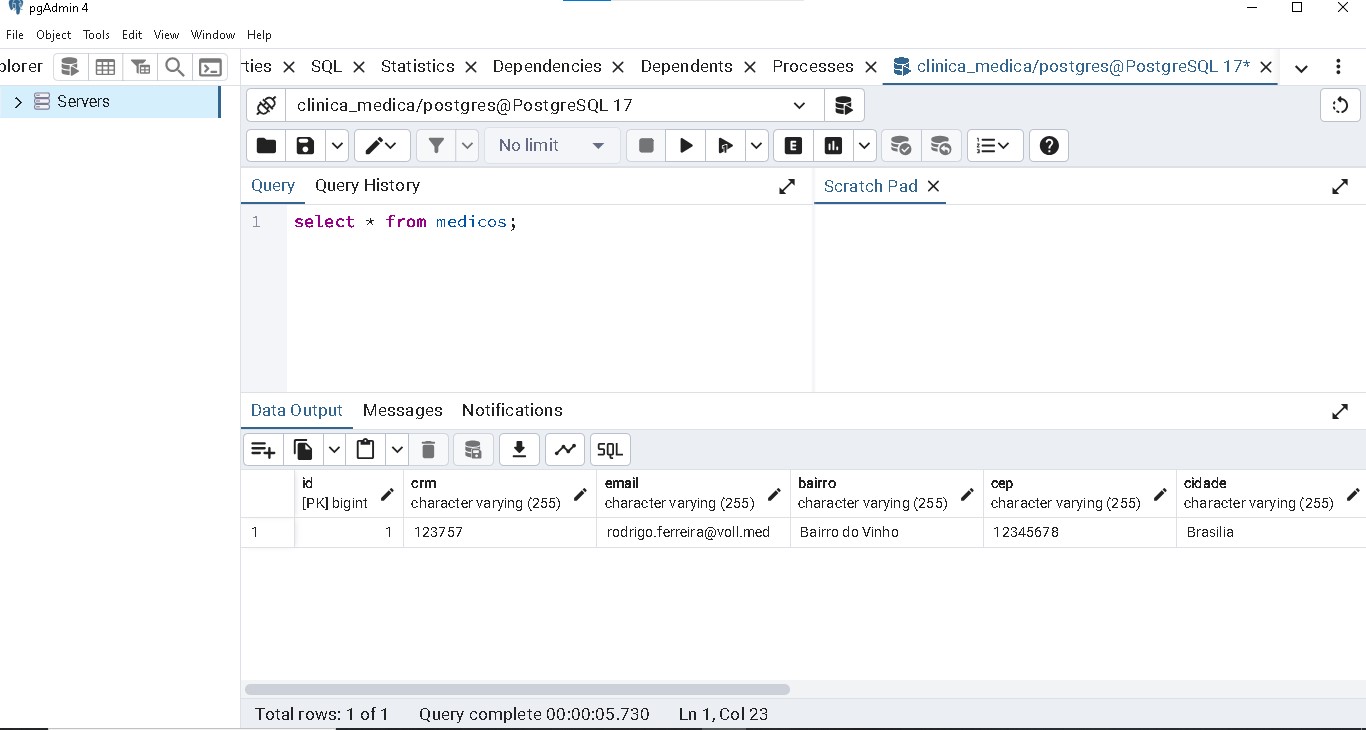 pgAdmin 4
File Object Tools Edit View Window Help
plorer
rties SQL Statistics Dependencies Dependents Processes clinica_medica/postgres@PostgreSQL 17*
Servers
clinica_medica/postgres@PostgreSQL 17
No limit E
Query Query History Scratch Pad
1 select * from medicos;
Data Output Messages Notifications
SQL
id crm email bairro cep cidade
[PK] bigint character varying (255) character varying (255) character varying (255) character varying (255) character varying (255)
1 1 123757 rodrigo.ferreira@voll.med Bairro do Vinho 12345678 Brasilia
Total rows: 1 of 1 Query complete 00:00:05.730 Ln 1, Col 23